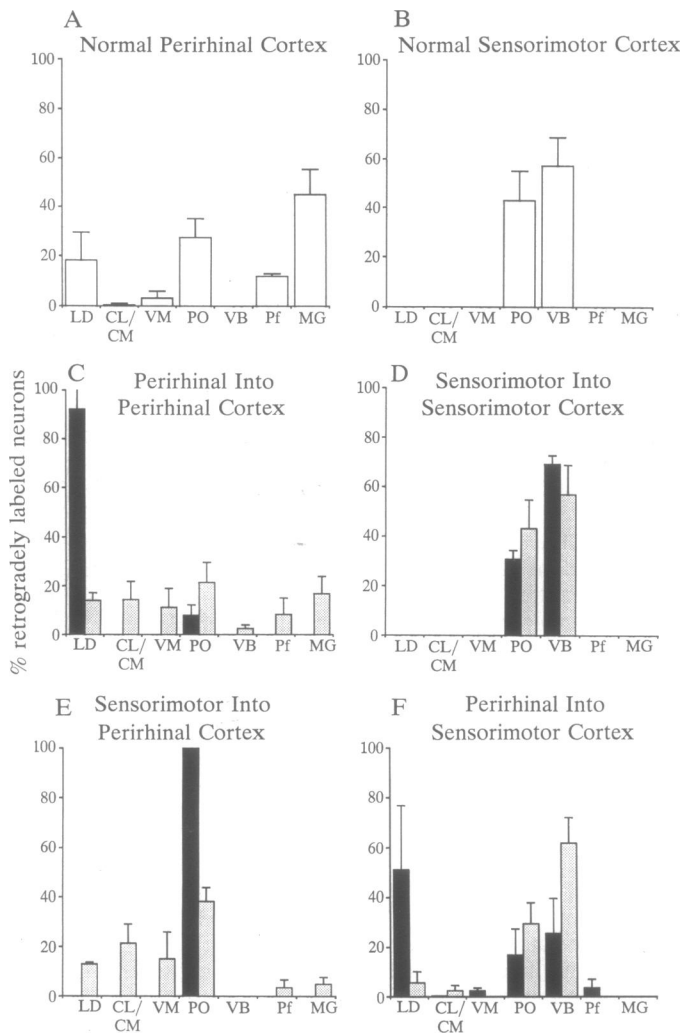 A
Normal Perirhinal Cortex
100
80
60
40
20
0
LD CL/ VM PO VB Pf MG
CM
B
Normal Sensorimotor Cortex
100
80
60
40
20
0
LD CL/ VM PO VB Pf MG
CM
% retrogradely labeled neurons
C Perirhinal Into
Perirhinal Cortex
100
80
60
40
20
0
LD CL/ VM PO VB Pf MG
CM
D Sensorimotor Into
Sensorimotor Cortex
100
80
60
40
20
0
LD CL/ VM PO VB Pf MG
CM
E Sensorimotor Into
Perirhinal Cortex
100
80
60
40
20
0
LD CL/ VM PO VB Pf MG
CM
F Perirhinal Into
Sensorimotor Cortex
100
80
60
40
20
0
LD CL/ VM PO VB Pf MG
CM